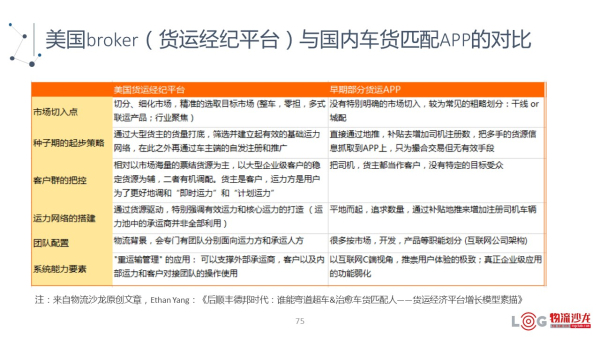 美国broker（货运经纪平台）与国内车货匹配APP的对比
美国货运经纪平台
早期部分货运APP
市场切入点
切分、细化市场，精准的选取目标市场 (整车，零担，多式
联运产品；行业聚焦）
没有特别明确的市场切入，较为常见的粗略划分：干线 or
城配
种子期的起步策略
通过大型货主的货量打底，筛选并建立起有效的基础运力
网络，在此之外再通过车主端的自发注册和推广
直接通过地推，补贴去增加司机注册数，把多手的货源信
息抓取到APP上，只为撮合交易但无有效手段
客户群的把控
相对以市场海量的票结货源为主，以大型企业级客户的稳
定货源为辅，二者有机调配。货主是客户，运力方是用户
为了更好地调和“即时运力”和“计划运力”
把司机，货主都当作客户，没有特定的目标受众
运力网络的搭建
通过货源驱动，特别强调有效运力和核心运力的打造 （运
力池中的承运商并非全部利用）
平地而起，追求数量，通过补贴地推来增加注册司机车辆
团队配置
物流背景，会专门有团队分别面向运力方和承运人方
很多按市场，开发，产品等职能划分 (互联网公司架构)
系统能力要素
"重运输管理" 的应用： 可以支撑外部承运商，客户以及内
部运力和客户对接团队的操作使用
以互联网C端视角，推崇用户体验的极致；真正企业级应用
的功能弱化
注：来自物流沙龙原创文章，Ethan Yang：《后顺丰德邦时代：谁能弯道超车&治愈车货匹配人——货运经济平台增长模型素描》
75
LOG 物流沙龙